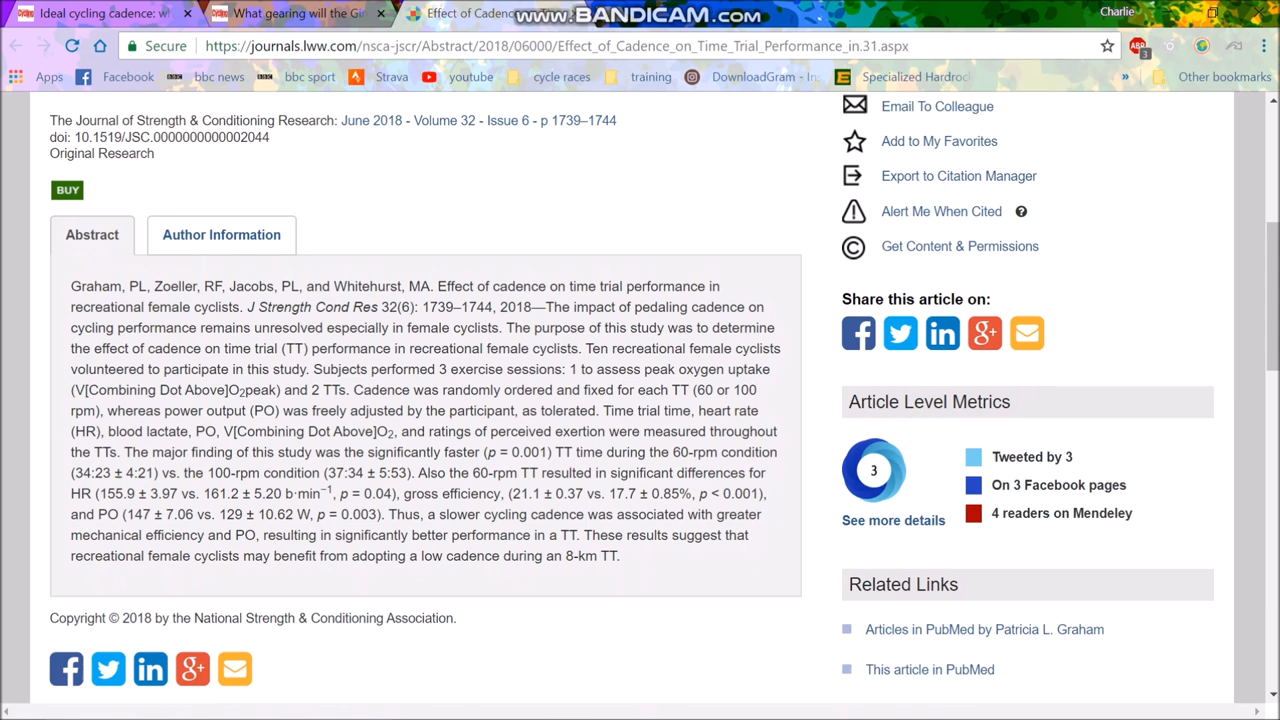 Ideal cycling cadence: wh
What gearing will the Gi
Effect of Cadenc
www.BANDICAM.com
Charlie
Secure
https://journals.lww.com/nsca-jscr/Abstract/2018/06000/Effect_of_Cadence_on_Time_Trial_Performance_in.31.aspx
ABP
3
Apps
Facebook
bbc news
bbc sport
Strava
youtube
cycle races
training
DownloadGram - In
Specialized Hardroc
»
Other bookmarks
The Journal of Strength & Conditioning Research: June 2018 - Volume 32 - Issue 6 - p 1739–1744
doi: 10.1519/JSC.0000000000002044
Original Research
BUY
Abstract
Author Information
Graham, PL, Zoeller, RF, Jacobs, PL, and Whitehurst, MA. Effect of cadence on time trial performance in
recreational female cyclists. J Strength Cond Res 32(6): 1739–1744, 2018—The impact of pedaling cadence on
cycling performance remains unresolved especially in female cyclists. The purpose of this study was to determine
the effect of cadence on time trial (TT) performance in recreational female cyclists. Ten recreational female cyclists
volunteered to participate in this study. Subjects performed 3 exercise sessions: 1 to assess peak oxygen uptake
(V[Combining Dot Above]O2peak) and 2 TTs. Cadence was randomly ordered and fixed for each TT (60 or 100
rpm), whereas power output (PO) was freely adjusted by the participant, as tolerated. Time trial time, heart rate
(HR), blood lactate, PO, V[Combining Dot Above]O2, and ratings of perceived exertion were measured throughout
the TTs. The major finding of this study was the significantly faster (p = 0.001) TT time during the 60-rpm condition
(34:23 ± 4:21) vs. the 100-rpm condition (37:34 ± 5:53). Also the 60-rpm TT resulted in significant differences for
HR (155.9 ± 3.97 vs. 161.2 ± 5.20 b·min−1, p = 0.04), gross efficiency, (21.1 ± 0.37 vs. 17.7 ± 0.85%, p < 0.001),
and PO (147 ± 7.06 vs. 129 ± 10.62 W, p = 0.003). Thus, a slower cycling cadence was associated with greater
mechanical efficiency and PO, resulting in significantly better performance in a TT. These results suggest that
recreational female cyclists may benefit from adopting a low cadence during an 8-km TT.
Copyright © 2018 by the National Strength & Conditioning Association.
Email To Colleague
Add to My Favorites
Export to Citation Manager
Alert Me When Cited
Get Content & Permissions
Share this article on:
Article Level Metrics
3
Tweeted by 3
On 3 Facebook pages
4 readers on Mendeley
See more details
Related Links
Articles in PubMed by Patricia L. Graham
This article in PubMed